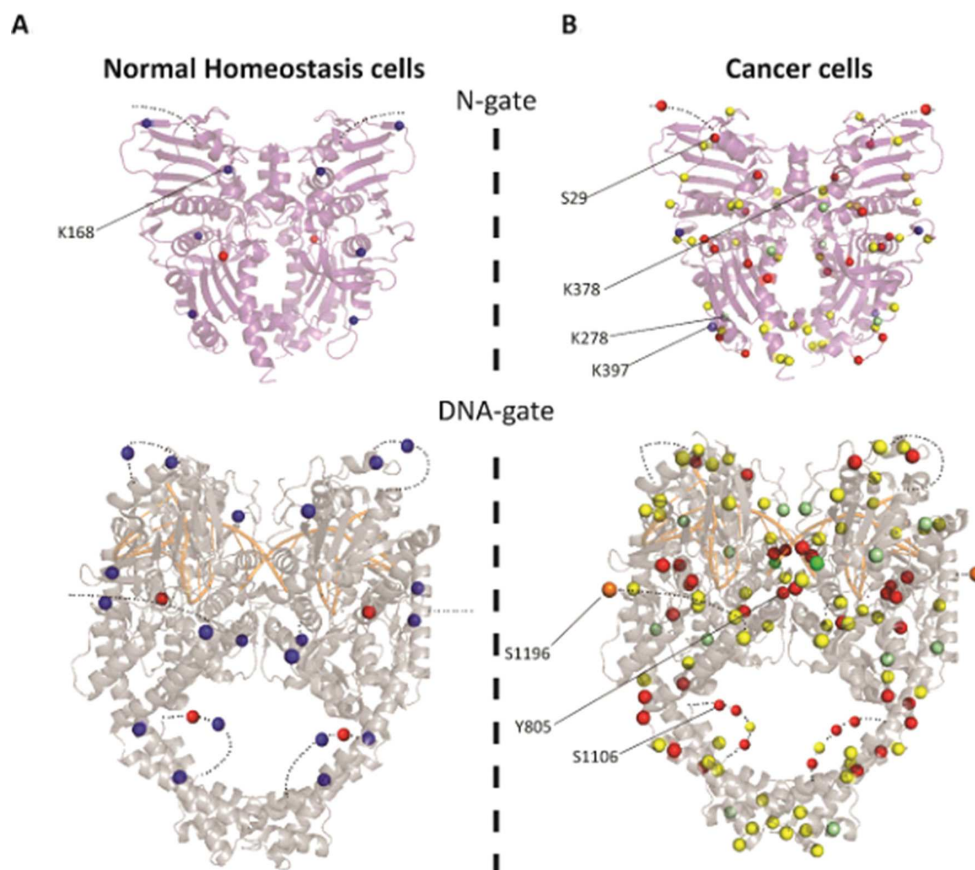 A
B
Normal Homeostasis cells
Cancer cells
N-gate
K168
S29
K378
K278
K397
DNA-gate
S1196
Y805
S1106